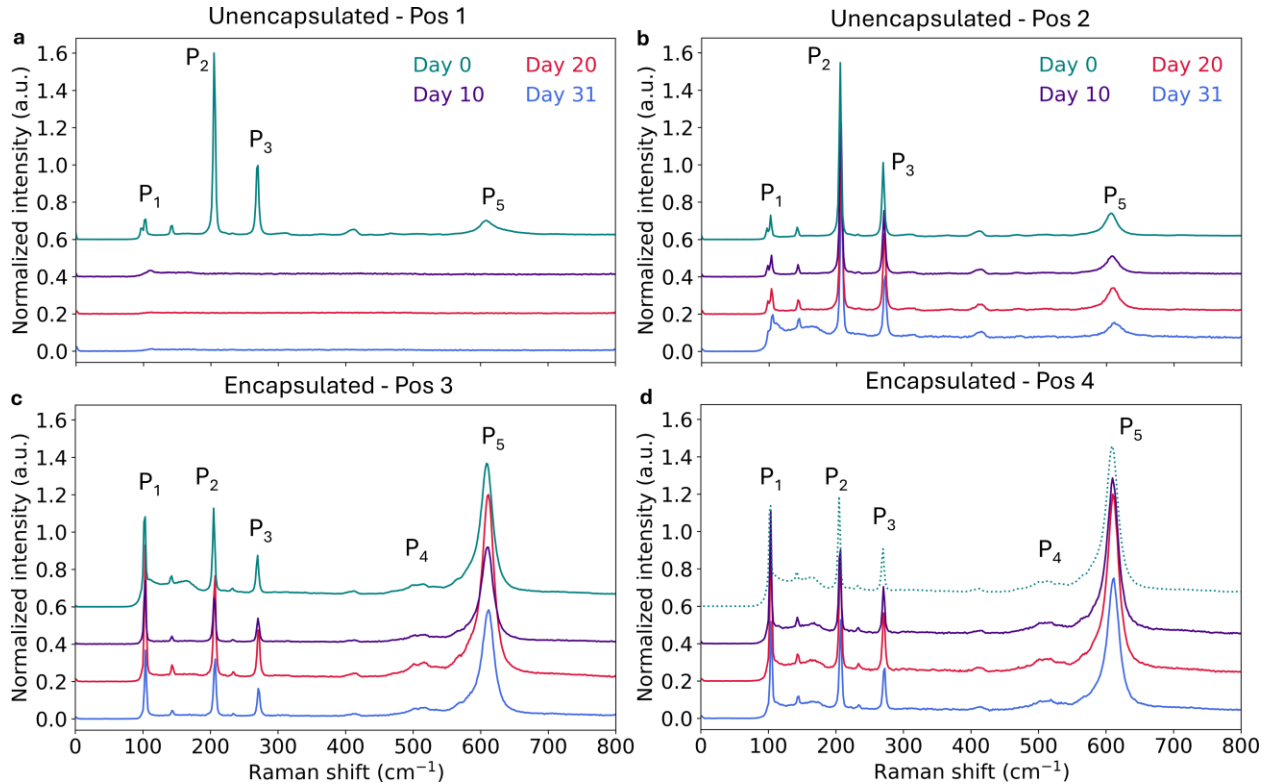 Unencapsulated - Pos 1
a
Normalized intensity (a.u.)
1.6
1.4
1.2
1.0
0.8
0.6
0.4
0.2
0.0
P1
P2
P3
P5
Day 0
Day 20
Day 10
Day 31
Unencapsulated - Pos 2
b
Normalized intensity (a.u.)
1.6
1.4
1.2
1.0
0.8
0.6
0.4
0.2
0.0
P1
P2
P3
P5
Day 0
Day 20
Day 10
Day 31
Encapsulated - Pos 3
c
Normalized intensity (a.u.)
1.6
1.4
1.2
1.0
0.8
0.6
0.4
0.2
0.0
P1
P2
P3
P4
P5
0 100 200 300 400 500 600 700 800
Raman shift (cm⁻¹)
Encapsulated - Pos 4
d
Normalized intensity (a.u.)
1.6
1.4
1.2
1.0
0.8
0.6
0.4
0.2
0.0
P1
P2
P3
P4
P5
0 100 200 300 400 500 600 700 800
Raman shift (cm⁻¹)